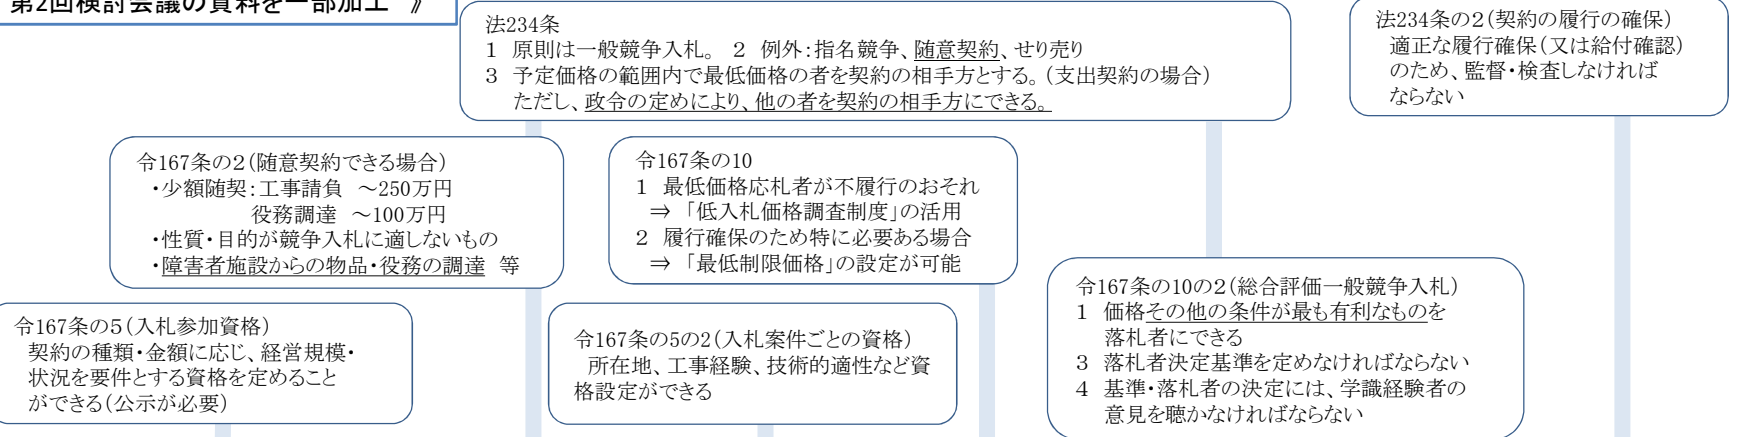 第2回検討会議の資料を一部加工 》
法234条
1 原則は一般競争入札。 2 例外：指名競争、随意契約、せり売り
3 予定価格の範囲内で最低価格の者を契約の相手方とする。（支出契約の場合）
ただし、政令の定めにより、他の者を契約の相手方にできる。
法234条の2（契約の履行の確保）
適正な履行確保（又は給付確認）
のため、監督・検査しなければ
ならない
令167条の2（随意契約できる場合）
・少額随契：工事請負 ～250万円
役務調達 ～100万円
・性質・目的が競争入札に適しないもの
・障害者施設からの物品・役務の調達 等
令167条の10
1 最低価格応札者が不履行のおそれ
⇒ 「低入札価格調査制度」の活用
2 履行確保のため特に必要ある場合
⇒ 「最低制限価格」の設定が可能
令167条の10の2（総合評価一般競争入札）
1 価格その他の条件が最も有利なものを
落札者にできる
3 落札者決定基準を定めなければならない
4 基準・落札者の決定には、学識経験者の
意見を聴かなければならない
令167条の5（入札参加資格）
契約の種類・金額に応じ、経営規模・
状況を要件とする資格を定めること
ができる（公示が必要）
令167条の5の2（入札案件ごとの資格）
所在地、工事経験、技術的適性など資
格設定ができる